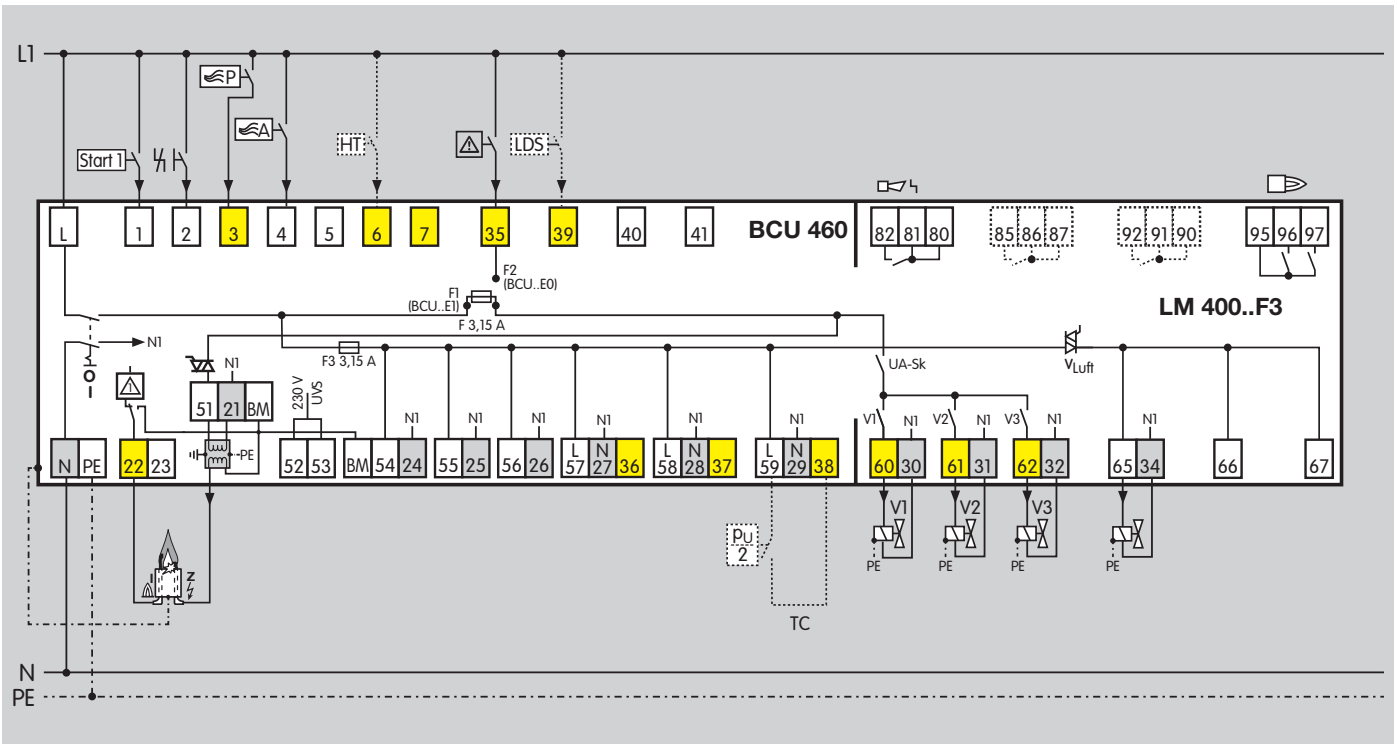 L1
P
A
Start 1
HT
LDS
L 1 2 3 4 5 6 7 35 39 40 41
BCU 460
82 81 80 85 86 87 92 91 90 95 96 97
LM 400..F3
F2
(BCU..E0)
F1
(BCU..E1)
F 3,15 A
N1
F3 3,15 A
UA-Sk
VLuft
O
I
N1
51 21 BM
230 V
UVS
PE
N PE 22 23 52 53 BM 54 24 55 25 56 26 L 57 N 27 36 L 58 N 28 37 L 59 N 29 38 60 30 61 31 62 32 65 34 66 67
N1 N1 N1 N1 N1 N1 V1 N1 V2 N1 V3 N1 N1
V1 V2 V3
PE PE PE PE
pU
2
I Z
TC
N
PE